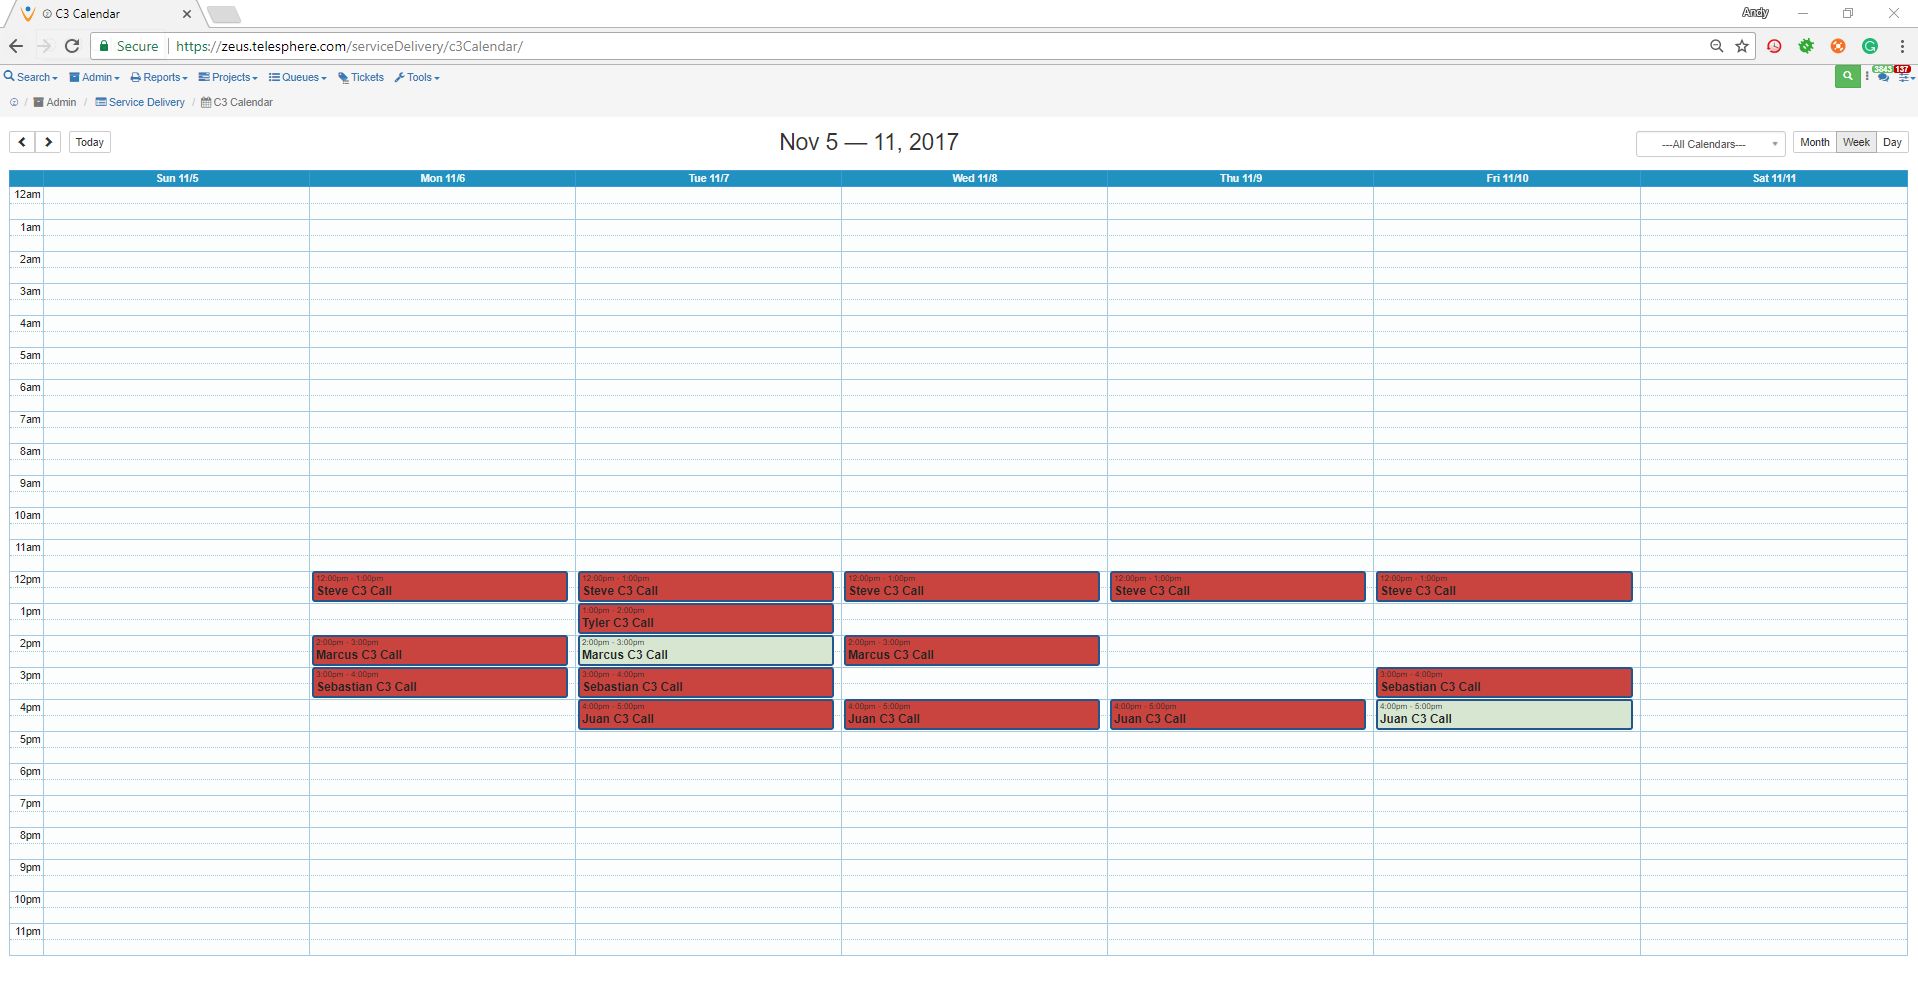 C3 Calendar
Andy
Secure https://zeus.telesphere.com/serviceDelivery/c3Calendar/
Search Admin Reports Projects Queues Tickets Tools 3843 137
/ Admin / Service Delivery / C3 Calendar
Today Nov 5 — 11, 2017 ---All Calendars--- Month Week Day
Sun 11/5 Mon 11/6 Tue 11/7 Wed 11/8 Thu 11/9 Fri 11/10 Sat 11/11
12am
1am
2am
3am
4am
5am
6am
7am
8am
9am
10am
11am
12pm 12:00pm - 1:00pm 12:00pm - 1:00pm 12:00pm - 1:00pm 12:00pm - 1:00pm 12:00pm - 1:00pm
Steve C3 Call Steve C3 Call Steve C3 Call Steve C3 Call Steve C3 Call
1pm 1:00pm - 2:00pm
Tyler C3 Call
2pm 2:00pm - 3:00pm 2:00pm - 3:00pm 2:00pm - 3:00pm
Marcus C3 Call Marcus C3 Call Marcus C3 Call
3pm 3:00pm - 4:00pm 3:00pm - 4:00pm 3:00pm - 4:00pm
Sebastian C3 Call Sebastian C3 Call Sebastian C3 Call
4pm 4:00pm - 5:00pm 4:00pm - 5:00pm 4:00pm - 5:00pm 4:00pm - 5:00pm
Juan C3 Call Juan C3 Call Juan C3 Call Juan C3 Call
5pm
6pm
7pm
8pm
9pm
10pm
11pm